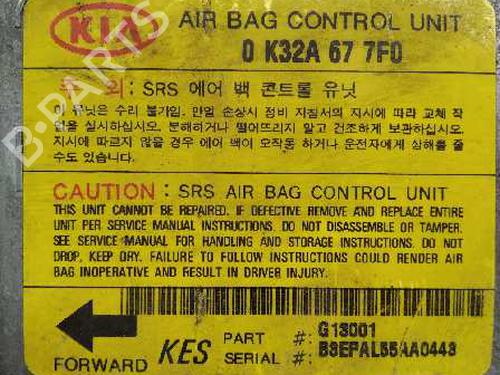 KIA AIR BAG CONTROL UNIT
0 K32A 67 7F0
주 의 : SRS 에어 백 콘트롤 유닛
이 유닛은 수리 불가임. 만일 손상시 정비 지침서의 지시에 따라 교체 작
업을 실시하십시오. 분해하거나 떨어뜨리지 말고 건조하게 보관하십시오.
지시에 따르지 않을 경우 에어 백이 오작동 하거나 운전자에게 상해를 줄
수 있다.
CAUTION : SRS AIR BAG CONTROL UNIT
THIS UNIT CANNOT BE REPAIRED. IF DEFECTIVE REMOVE AND REPLACE ENTIRE
UNIT PER SERVICE MANUAL INSTRUCTIONS. DO NOT DISASSEMBLE OR TAMPER.
SEE SERVICE MANUAL FOR HANDLING AND STORAGE INSTRUCTIONS. DO NOT
DROP, KEEP DRY. FAILURE TO FOLLOW INSTRUCTIONS COULD RENDER AIR
BAG INOPERATIVE AND RESULT IN DRIVER INJURY.
PART #: G13001
FORWARD KES SERIAL #: B3EPAL55AA0443
B-PARTS